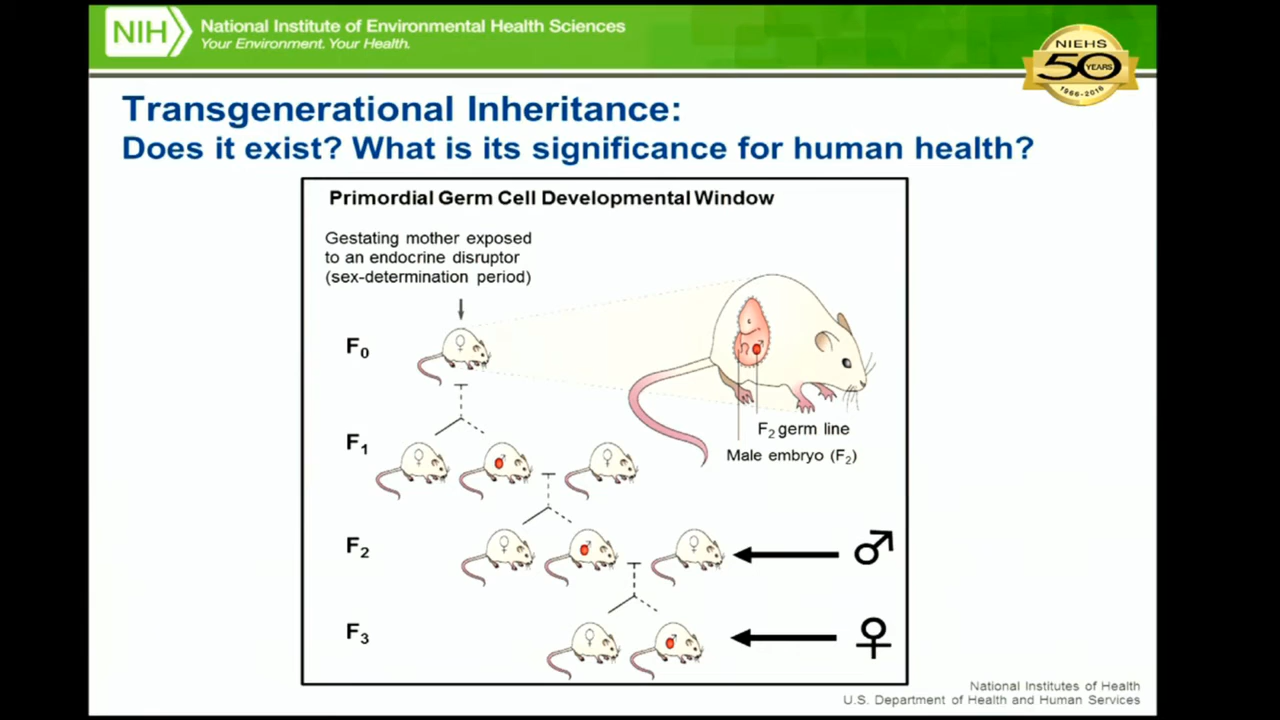 NIH
National Institute of Environmental Health Sciences
Your Environment. Your Health.
NIEHS
50
YEARS
1966-2016
Transgenerational Inheritance:
Does it exist? What is its significance for human health?
Primordial Germ Cell Developmental Window
Gestating mother exposed
to an endocrine disruptor
(sex-determination period)
F0
F2 germ line
F1
Male embryo (F2)
F2
♂
F3
♀
National Institutes of Health
U.S. Department of Health and Human Services